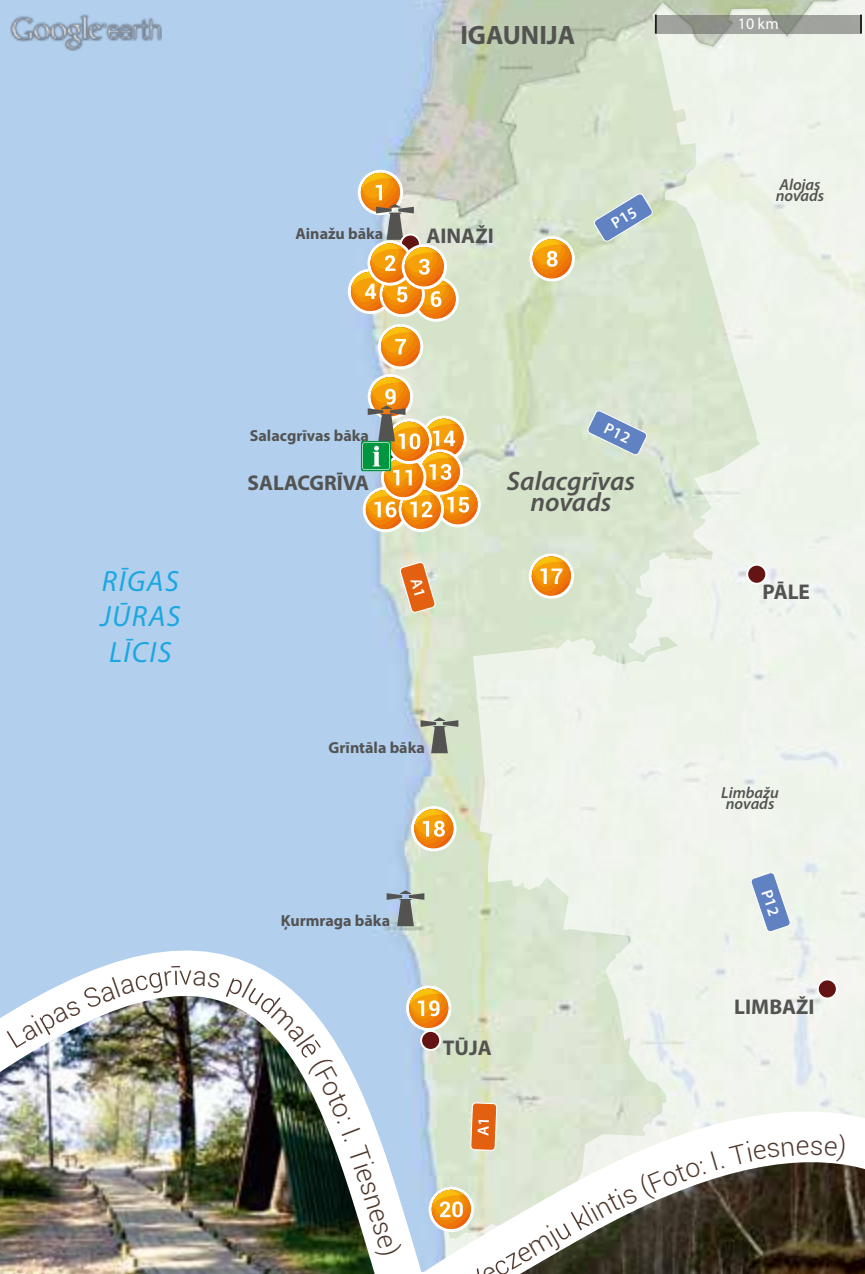 Google earth
IGAUNIJA
10 km
Alojas
novads
1
P15
Ainažu bāka
AINAŽI
8
2
3
4
5
6
7
9
Salacgrīvas bāka
P12
i
10
14
SALACGRĪVA
11
13
Salacgrīvas
novads
16
12
15
RĪGAS
JŪRAS
LĪCIS
A1
17
PĀLE
Grīntāla bāka
Limbažu
novads
18
P12
Ķurmraga bāka
19
LIMBAŽI
TŪJA
A1
20
Laipas Salacgrīvas pludmalē (Foto: I. Tiesnese)
klintis (Foto: I. Tiesnese)